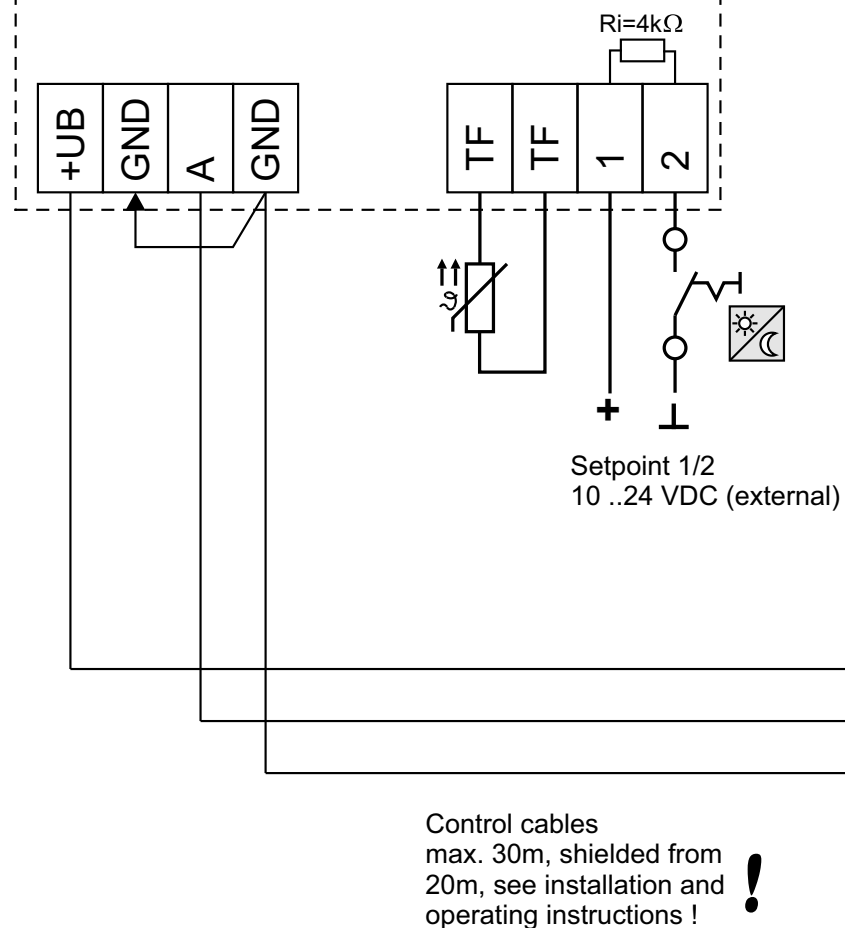 Ri=4kΩ
+UB
GND
A
GND
TF
TF
1
2
ϑ
+
Setpoint 1/2
10 ..24 VDC (external)
Control cables
max. 30m, shielded from
20m, see installation and
operating instructions !
!